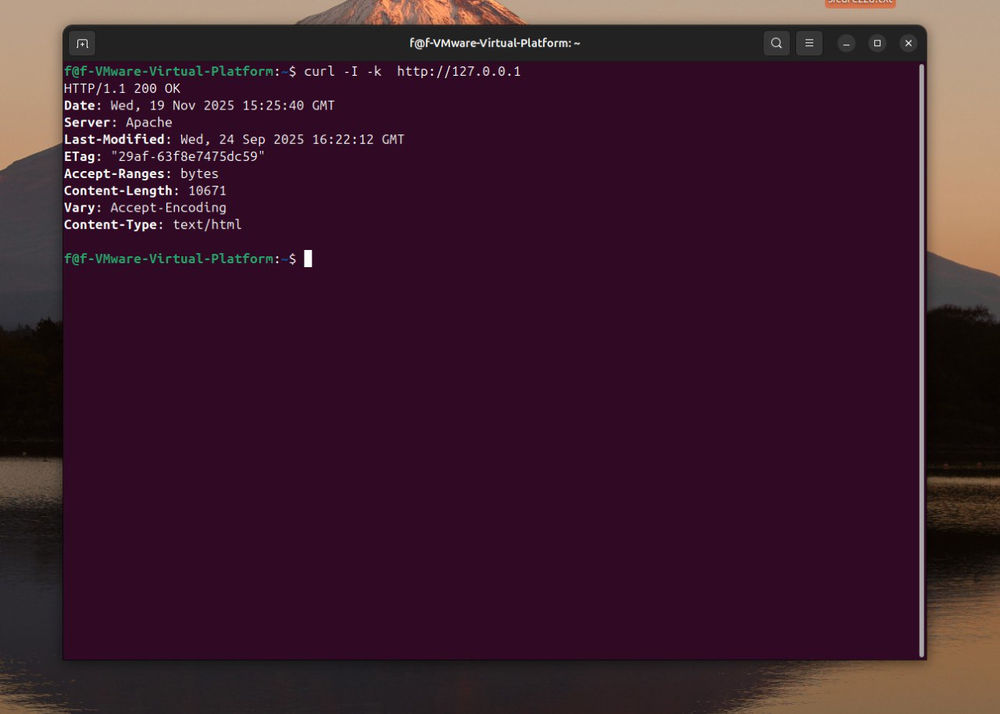 sicurezza.txt
f@f-VMware-Virtual-Platform: ~
f@f-VMware-Virtual-Platform:~$ curl -I -k  http://127.0.0.1
HTTP/1.1 200 OK
Date: Wed, 19 Nov 2025 15:25:40 GMT
Server: Apache
Last-Modified: Wed, 24 Sep 2025 16:22:12 GMT
ETag: "29af-63f8e7475dc59"
Accept-Ranges: bytes
Content-Length: 10671
Vary: Accept-Encoding
Content-Type: text/html
f@f-VMware-Virtual-Platform:~$